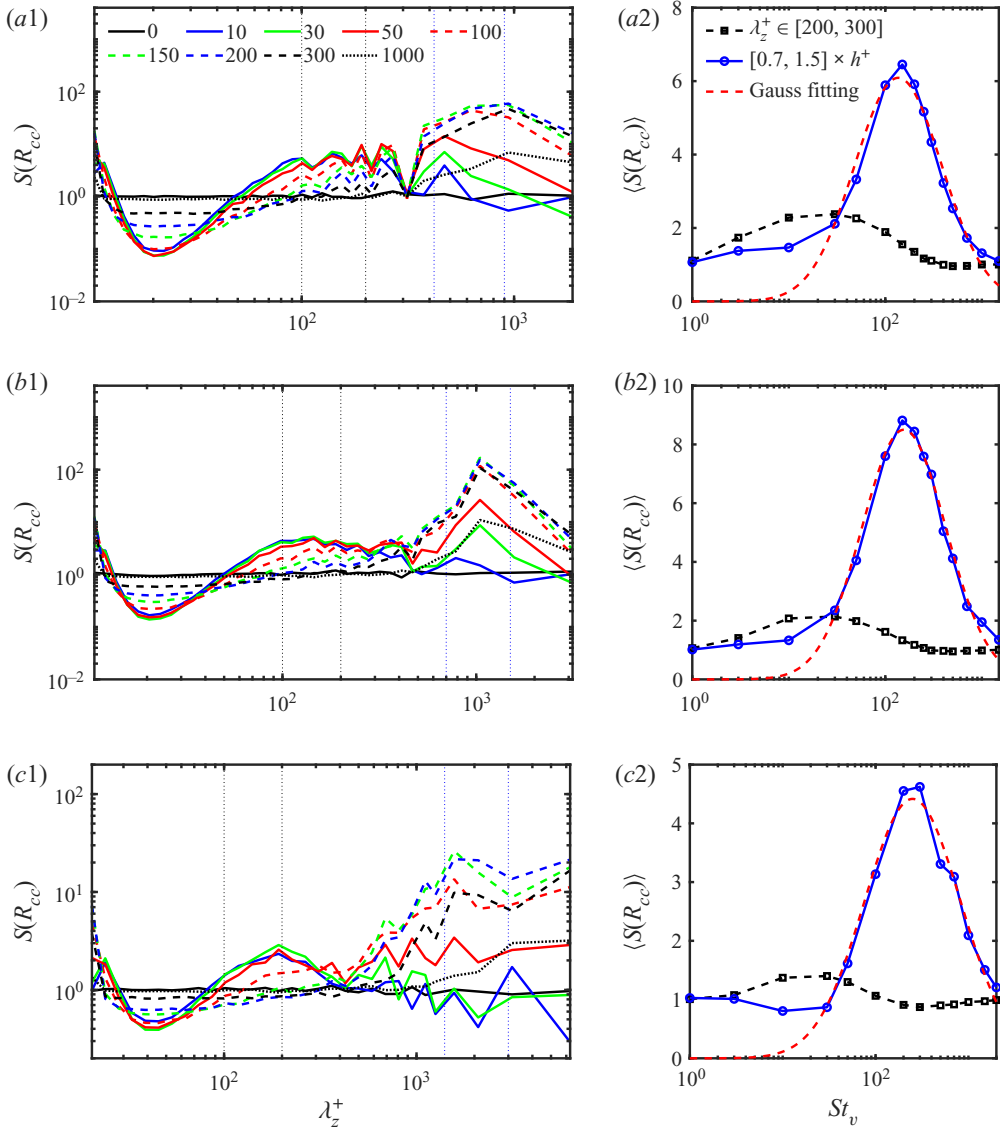 (a1)
S(R_cc)
0 10 30 50 100
150 200 300 1000
10^2
10^0
10^−2
10^2 10^3
(a2)
⟨S(R_cc)⟩
λ_z^+ ∈ [200, 300]
[0.7, 1.5] × h^+
Gauss fitting
8
6
4
2
0
10^0 10^2
(b1)
S(R_cc)
10^2
10^0
10^−2
10^2 10^3
(b2)
⟨S(R_cc)⟩
10
8
6
4
2
0
10^0 10^2
(c1)
S(R_cc)
10^2
10^1
10^0
10^2 10^3
λ_z^+
(c2)
⟨S(R_cc)⟩
5
4
3
2
1
0
10^0 10^2
St_v